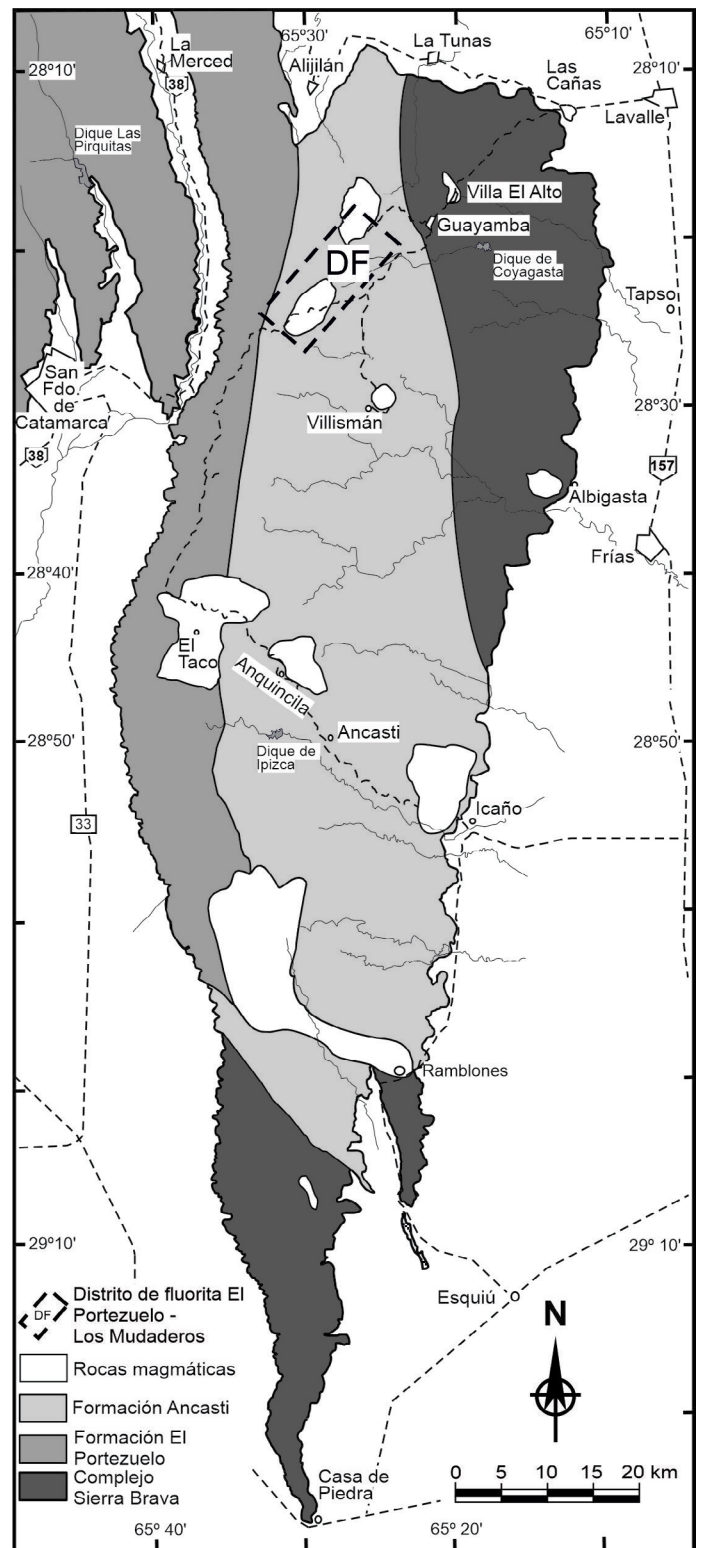 65°30'
65°10'
La Tunas
28°10'
La
Merced
38
Alijilán
28°10'
Las
Cañas
Lavalle
Dique Las
Pirquitas
Villa El Alto
Guayamba
DF
Dique de
Coyagasta
Tapso
San
Fdo.
de
Catamarca
Villismán
28°30'
38
157
Albigasta
Frías
28°40'
El
Taco
Anquincila
Ancasti
28°50'
28°50'
Dique de
Ipizca
Icaño
33
Ramblones
29°10'
29° 10'
Esquiú
DF
Distrito de fluorita El
Portezuelo -
Los Mudaderos
Rocas magmáticas
Formación Ancasti
Formación El
Portezuelo
Complejo
Sierra Brava
N
0 5 10 15 20 km
Casa de
Piedra
65° 40'
65° 20'